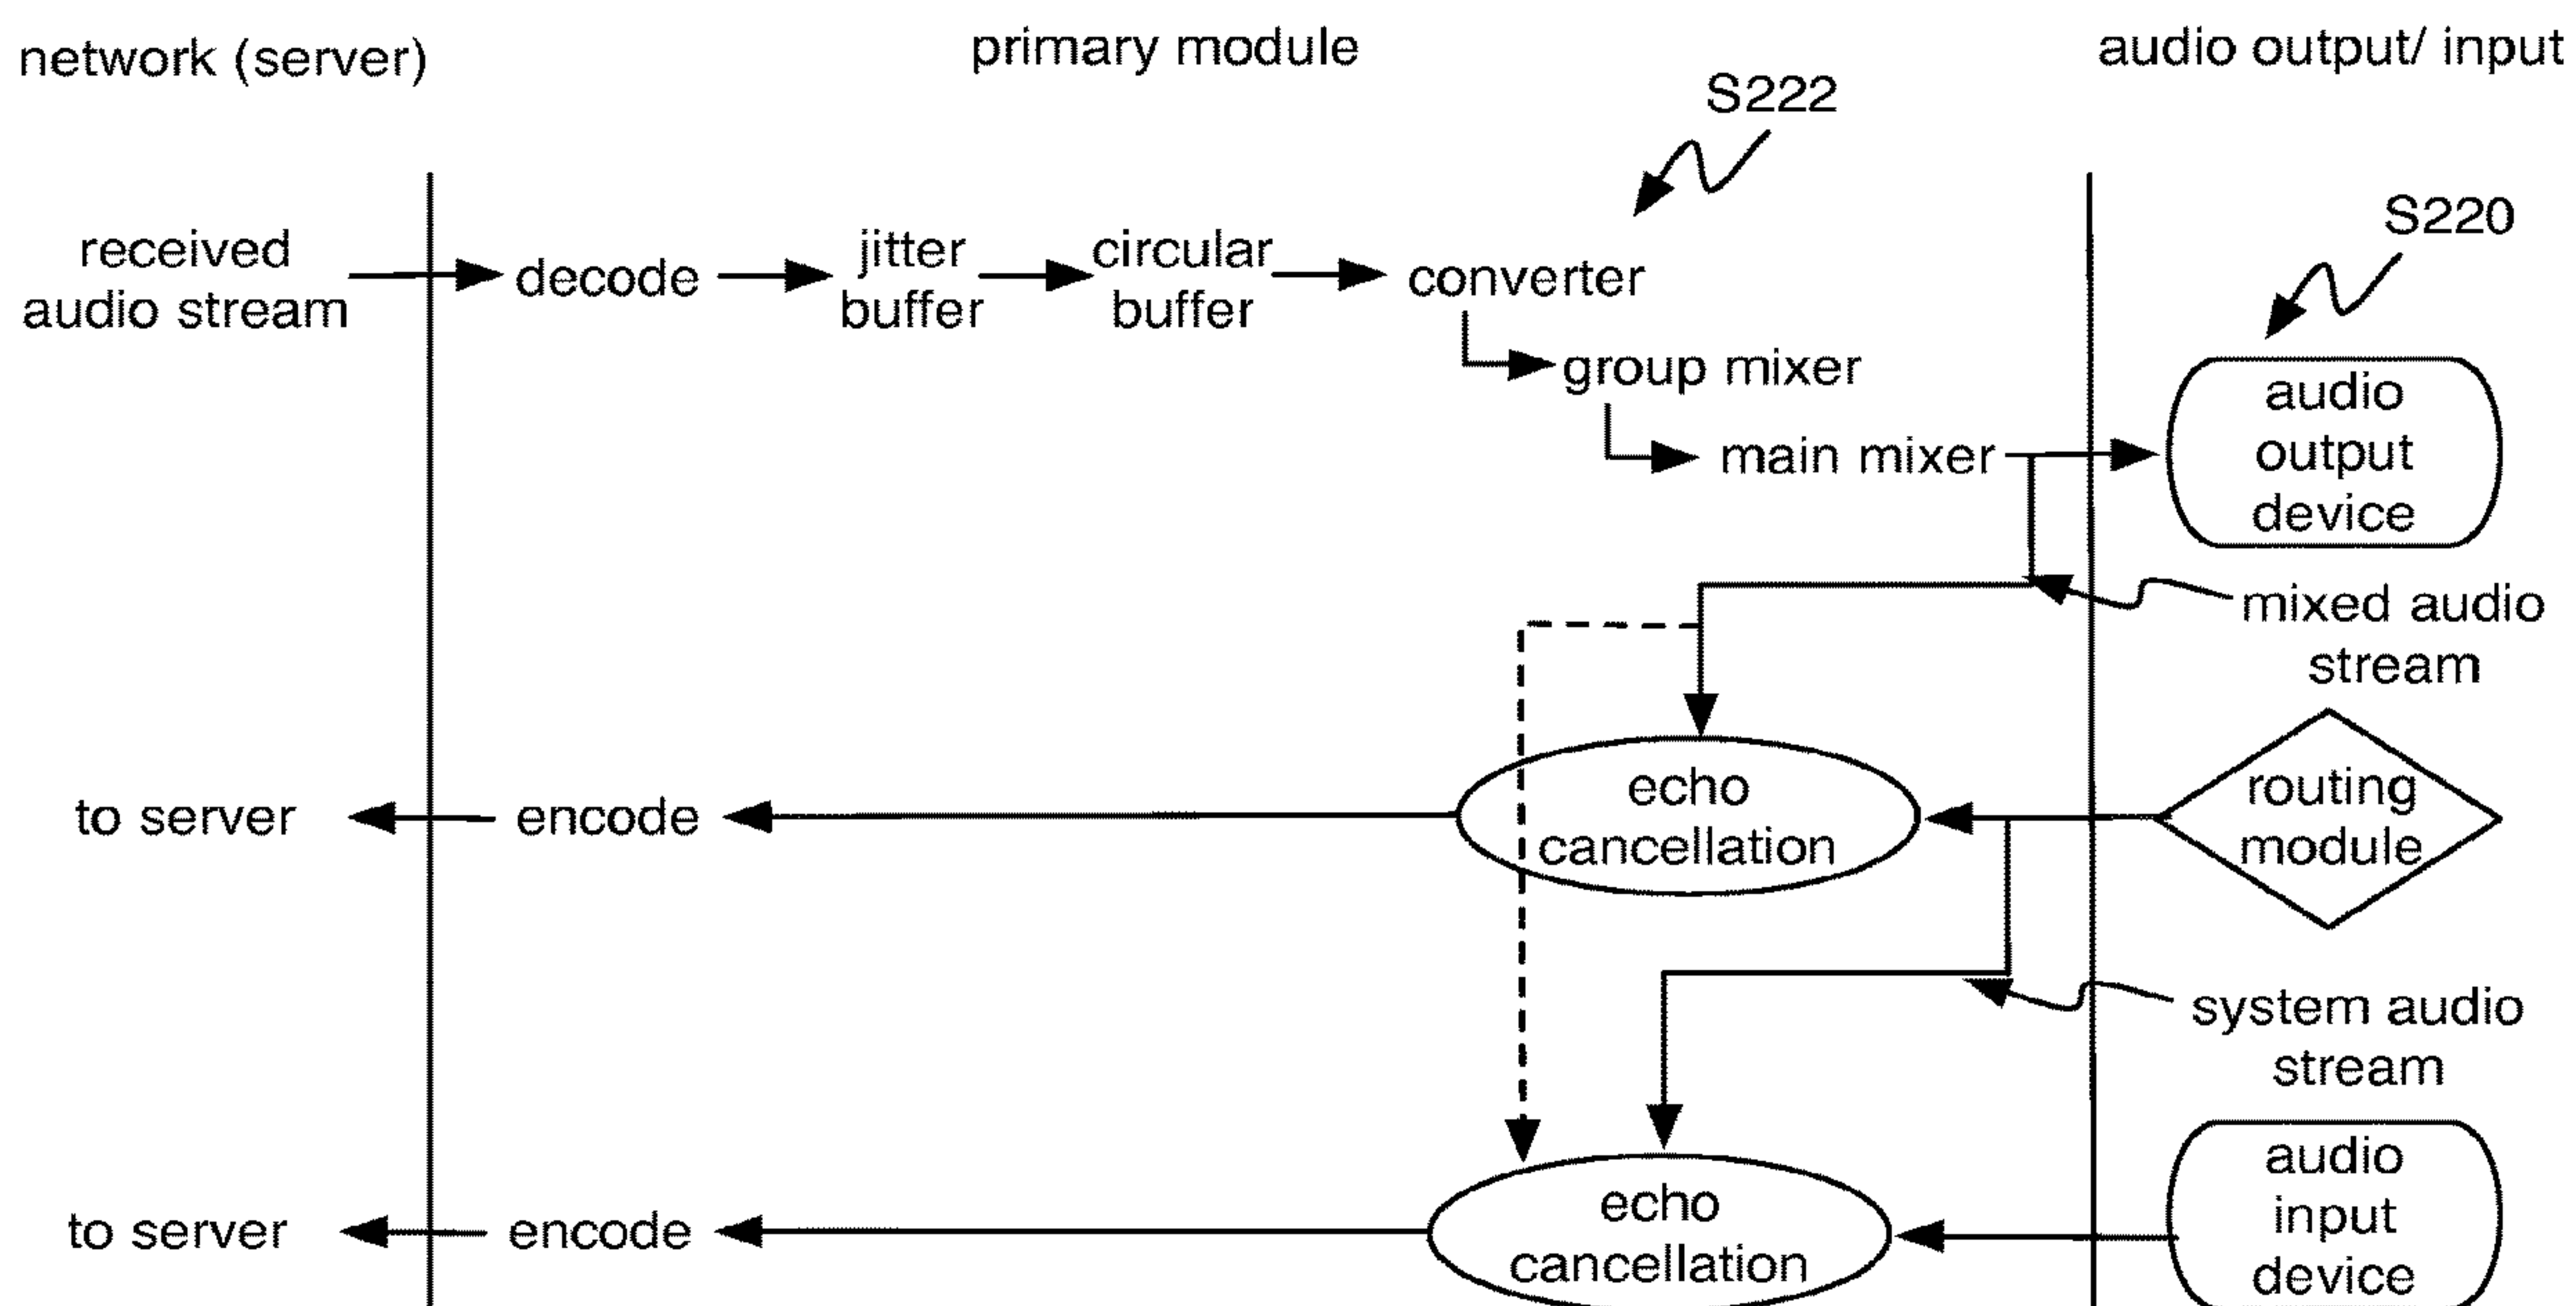 network (server)
primary module
audio output/ input
S222
S220
received
audio stream
decode
jitter
buffer
circular
buffer
converter
group mixer
main mixer
audio
output
device
mixed audio
stream
to server
encode
echo
cancellation
routing
module
system audio
stream
to server
encode
echo
cancellation
audio
input
device